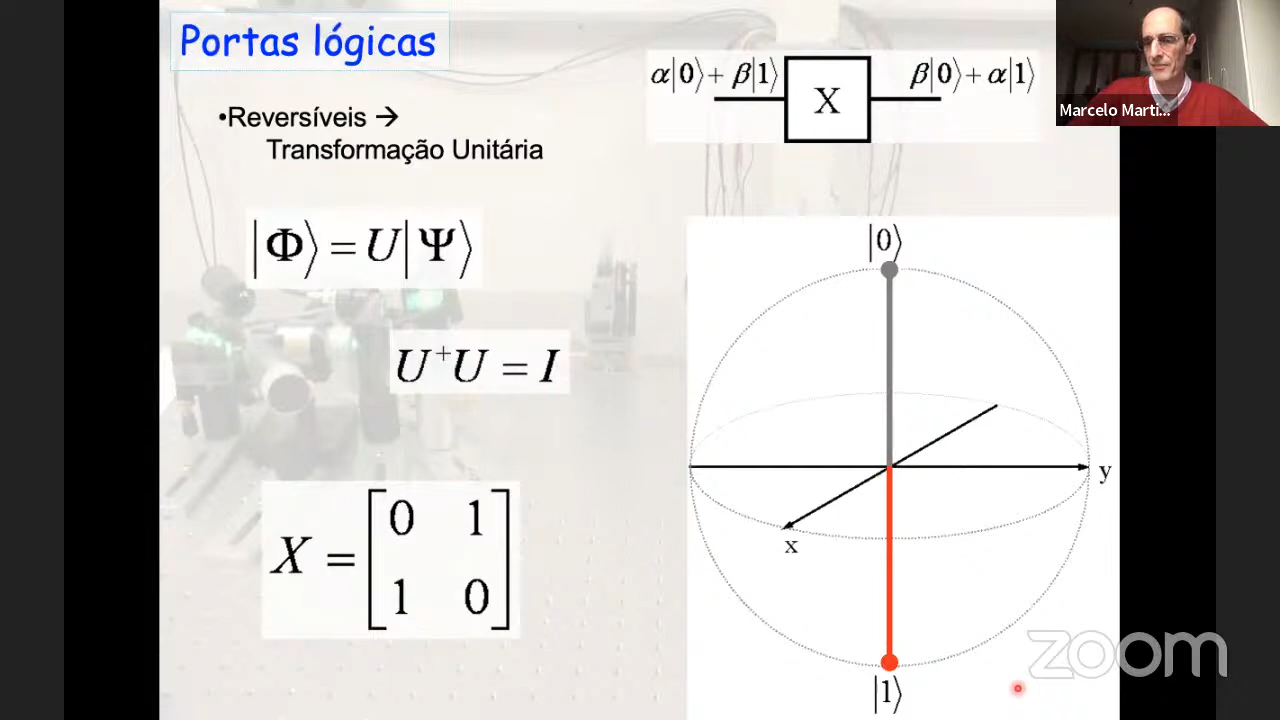 Portas lógicas
•Reversíveis →
Transformação Unitária
|Φ⟩ = U|Ψ⟩
U⁺U = I
X = [0 1
1 0]
α|0⟩ + β|1⟩ X β|0⟩ + α|1⟩
Marcelo Marti...
|0⟩
y
x
|1⟩
zoom